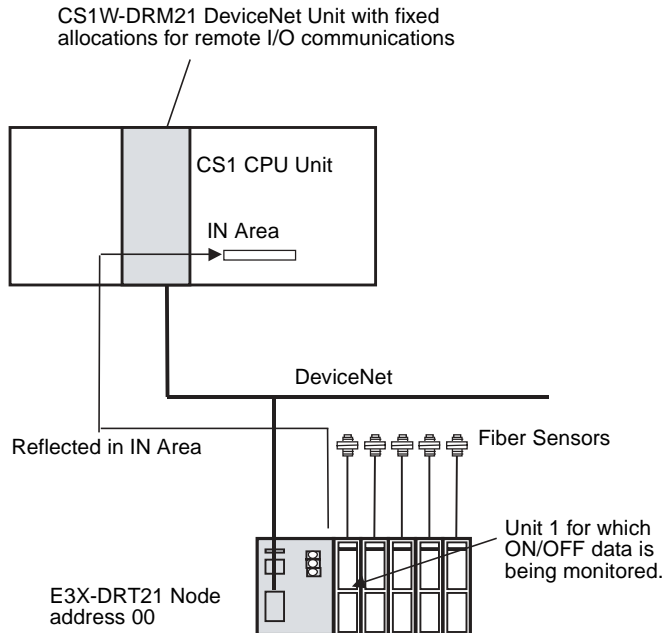 CS1W-DRM21 DeviceNet Unit with fixed
allocations for remote I/O communications
CS1 CPU Unit
IN Area
DeviceNet
Reflected in IN Area
Fiber Sensors
Unit 1 for which
ON/OFF data is
being monitored.
E3X-DRT21 Node
address 00